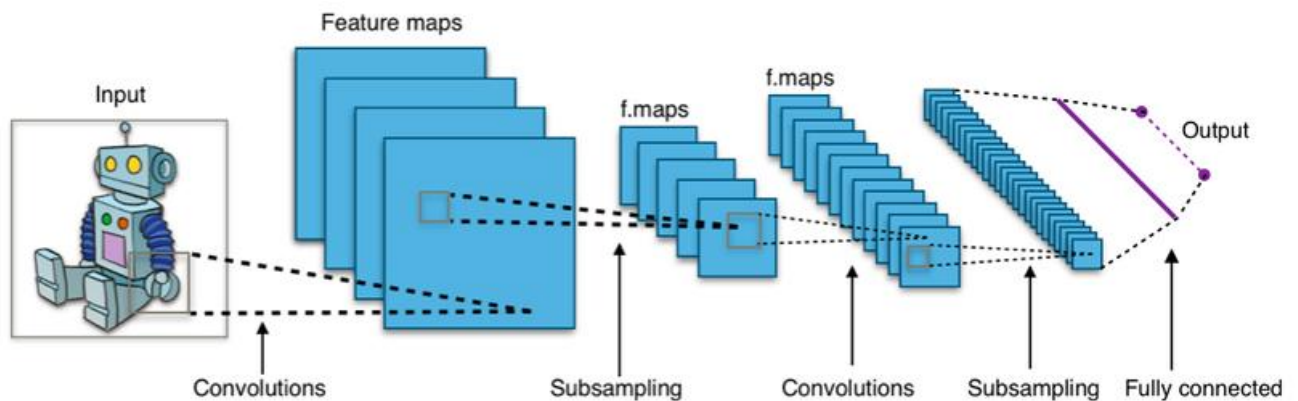 Feature maps
Input
f.maps
f.maps
Output
Convolutions
Subsampling
Convolutions
Subsampling
Fully connected